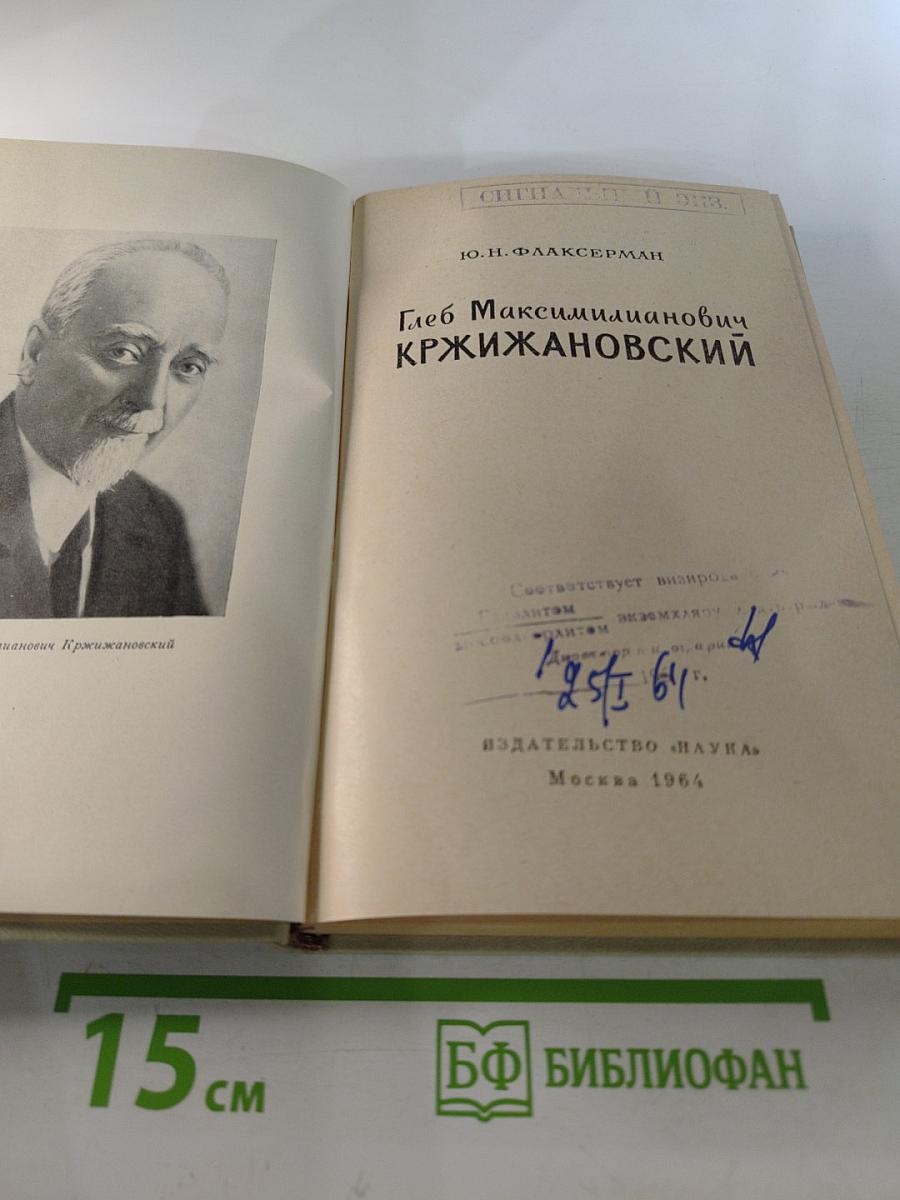 лианович Кржижановский
СИГНАЛЬНЫЙ ЭКЗ.
Ю. Н. ФЛАКСЕРМАН
Глеб Максимилианович
КРЖИЖАНОВСКИЙ
Соответствует
экземпляру
25/I 64 г.
ИЗДАТЕЛЬСТВО «НАУКА»
Москва 1964
15 см
БФ БИБЛИОФАН